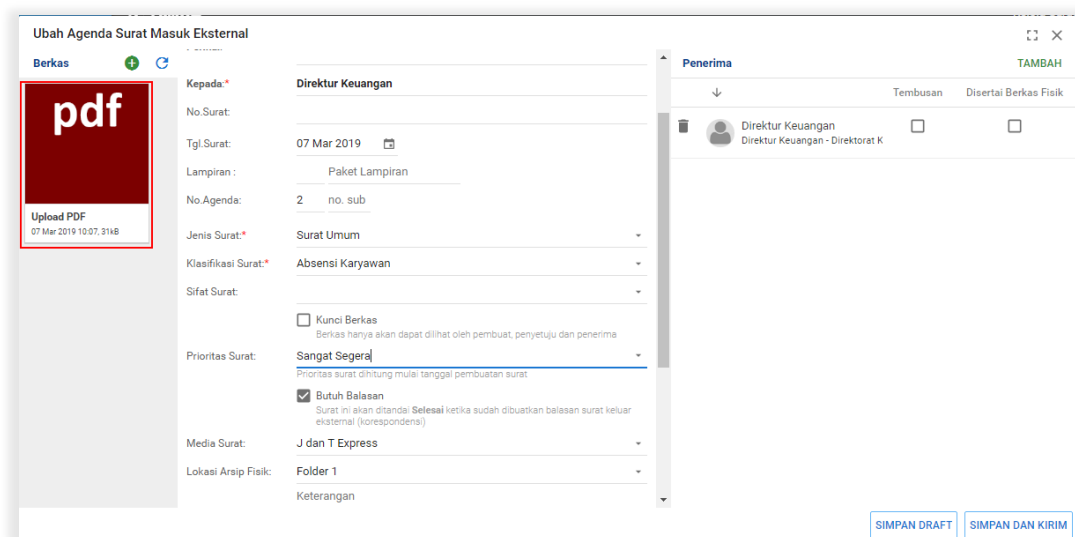 Ubah Agenda Surat Masuk Eksternal
Berkas
pdf
Upload PDF
07 Mar 2019 10:07, 31kB
Kepada:* Direktur Keuangan
No.Surat:
Tgl.Surat: 07 Mar 2019
Lampiran : Paket Lampiran
No.Agenda: 2 no. sub
Jenis Surat:* Surat Umum
Klasifikasi Surat:* Absensi Karyawan
Sifat Surat:
Kunci Berkas
Berkas hanya akan dapat dilihat oleh pembuat, penyetuju dan penerima
Prioritas Surat: Sangat Segera
Prioritas surat dihitung mulai tanggal pembuatan surat
Butuh Balasan
Surat ini akan ditandai Selesai ketika sudah dibuatkan balasan surat keluar
eksternal (korespondensi)
Media Surat: J dan T Express
Lokasi Arsip Fisik: Folder 1
Keterangan
Penerima TAMBAH
Tembusan Disertai Berkas Fisik
Direktur Keuangan
Direktur Keuangan - Direktorat K
SIMPAN DRAFT SIMPAN DAN KIRIM